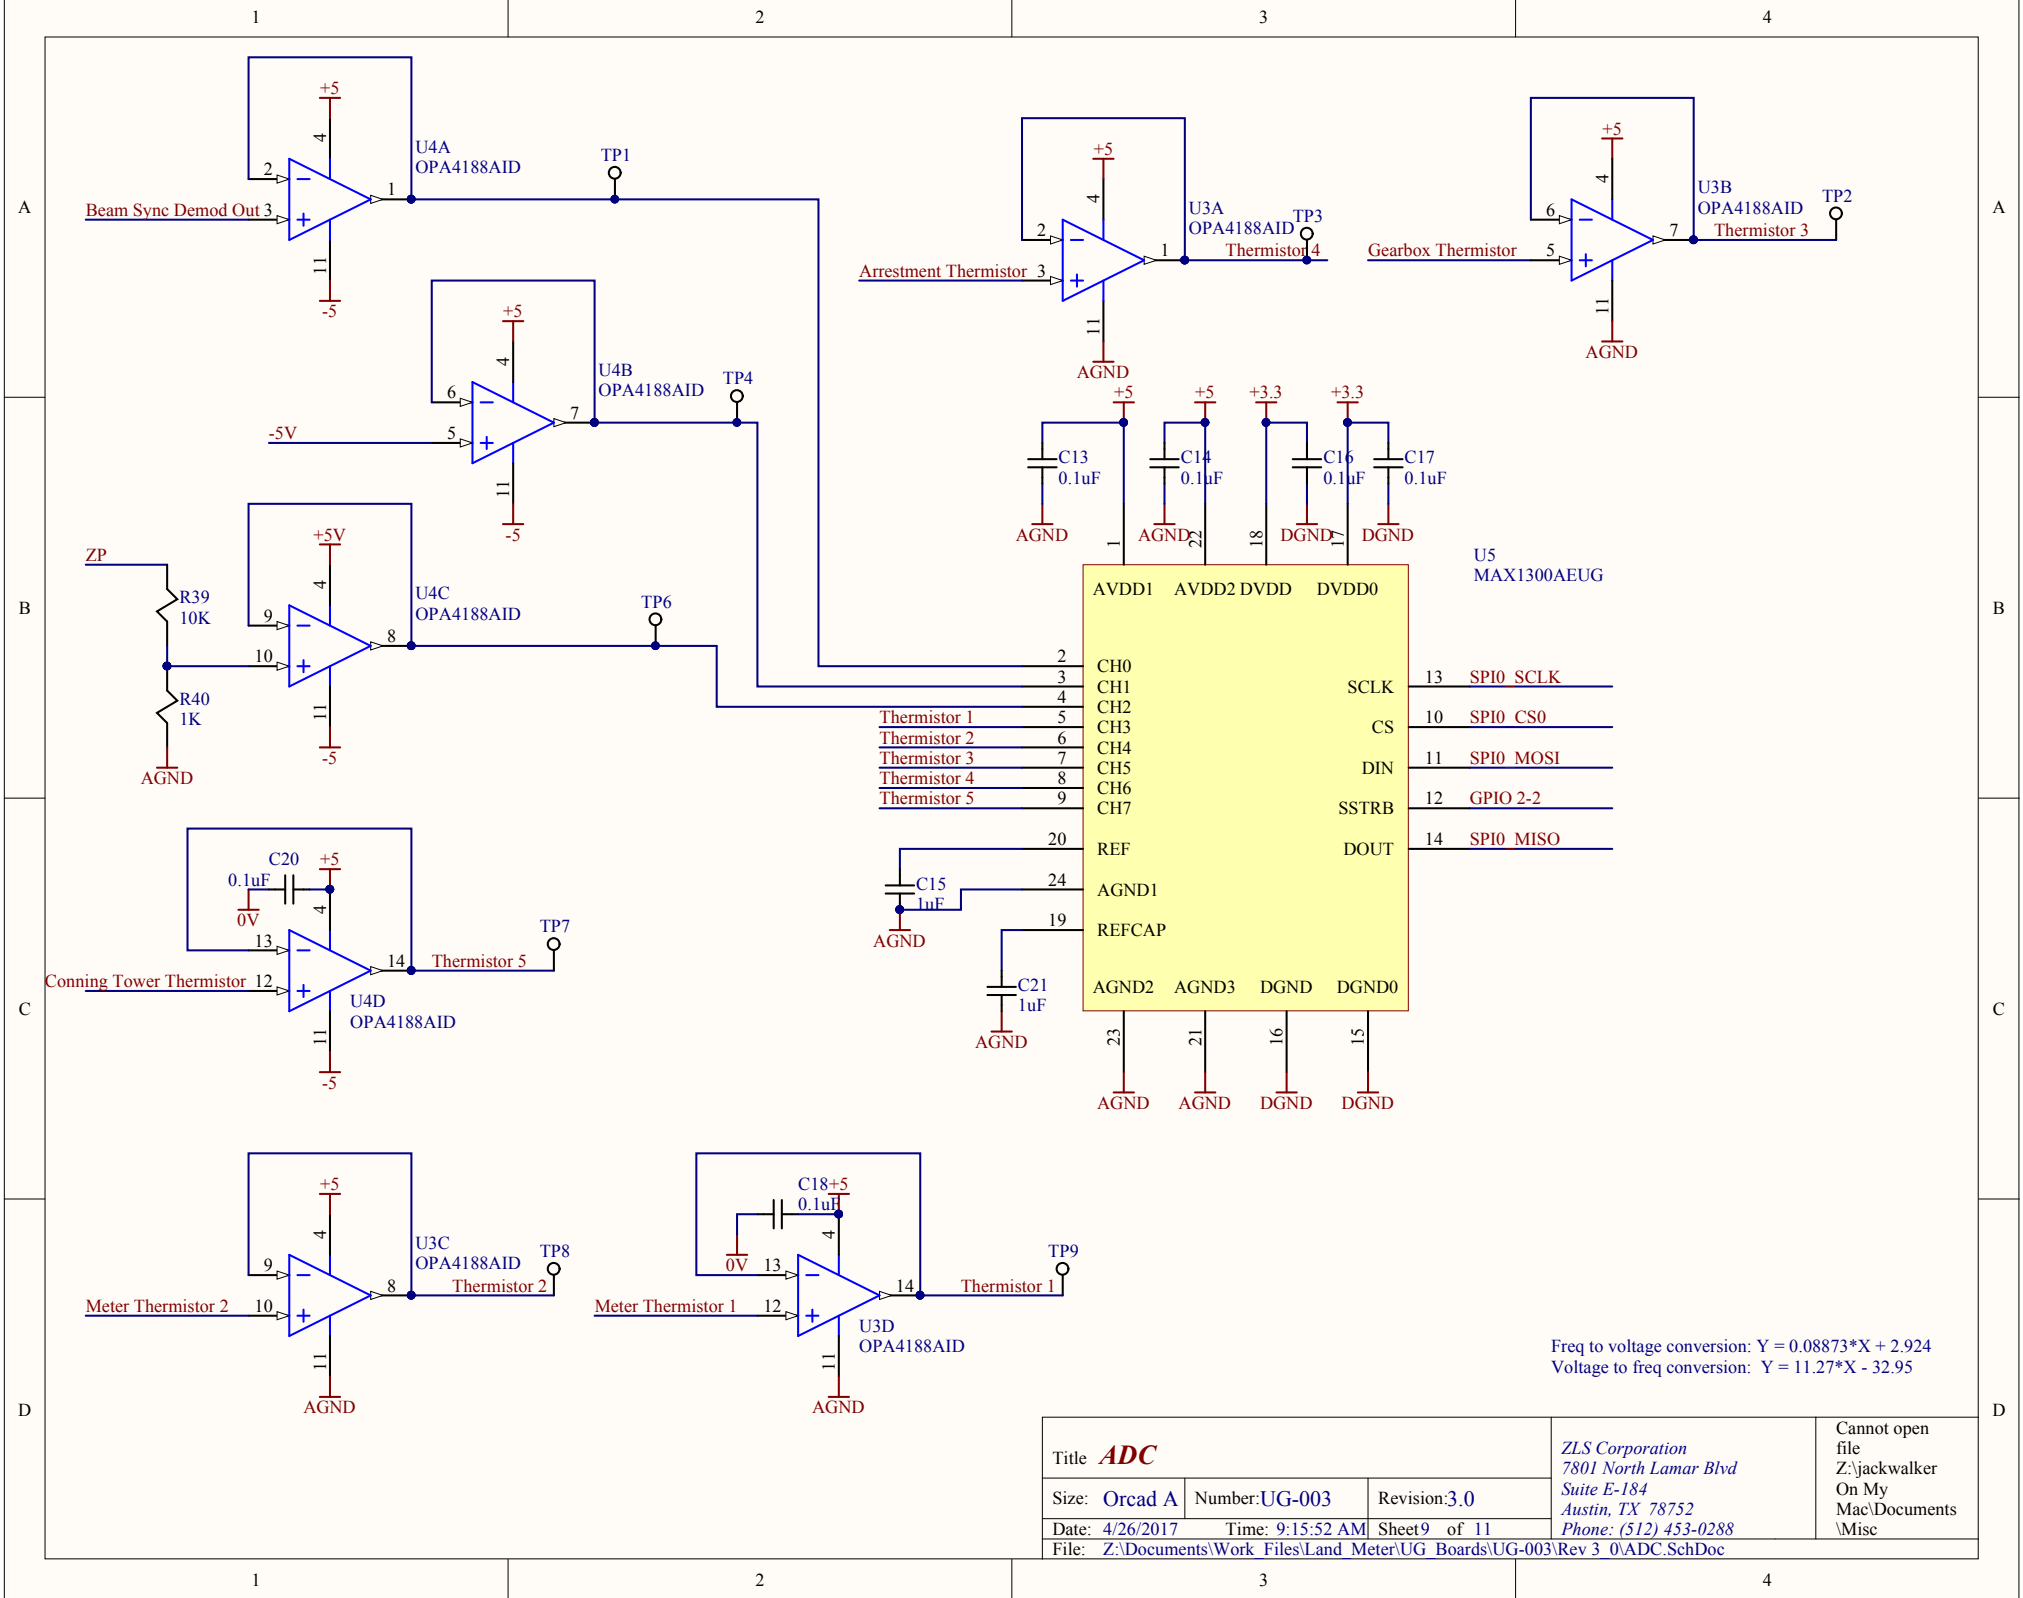 1
2
3
4
A
A
B
B
C
C
D
D
1
2
3
4
+5
4
U4A
OPA4188AID
2
1
Beam Sync Demod Out
3
11
-5
TP1
+5
4
U3A
OPA4188AID
TP3
2
1
Thermistor 4
Arrestment Thermistor
3
11
AGND
+5
4
U3B
OPA4188AID
TP2
6
7
Thermistor 3
Gearbox Thermistor
5
11
AGND
+5
4
U4B
OPA4188AID
TP4
6
7
-5V
5
11
-5
ZP
R39
10K
R40
1K
AGND
+5V
4
U4C
OPA4188AID
TP6
9
8
10
11
-5
+5
+5
+3.3
+3.3
C13
0.1uF
C14
0.1uF
C16
0.1uF
C17
0.1uF
AGND
AGND
DGND
DGND
1
22
18
17
U5
MAX1300AEUG
AVDD1
AVDD2
DVDD
DVDD0
2
CH0
3
CH1
4
CH2
Thermistor 1
5
CH3
Thermistor 2
6
CH4
Thermistor 3
7
CH5
Thermistor 4
8
CH6
Thermistor 5
9
CH7
20
REF
24
AGND1
19
REFCAP
SCLK
13
SPI0_SCLK
CS
10
SPI0_CS0
DIN
11
SPI0_MOSI
SSTRB
12
GPIO 2-2
DOUT
14
SPI0_MISO
C15
1uF
AGND
C21
1uF
AGND
AGND2
AGND3
DGND
DGND0
23
21
16
15
AGND
AGND
DGND
DGND
C20
0.1uF
0V
+5
4
13
14
Thermistor 5
TP7
Conning Tower Thermistor
12
U4D
OPA4188AID
11
-5
+5
4
U3C
OPA4188AID
TP8
9
8
Thermistor 2
Meter Thermistor 2
10
11
AGND
C18
0.1uF
+5
0V
4
13
14
Thermistor 1
TP9
Meter Thermistor 1
12
U3D
OPA4188AID
11
AGND
Freq to voltage conversion: Y = 0.08873*X + 2.924
Voltage to freq conversion: Y = 11.27*X - 32.95
Title ADC
Size: Orcad A
Number:UG-003
Revision:3.0
Date: 4/26/2017
Time: 9:15:52 AM
Sheet9 of 11
File: Z:\Documents\Work_Files\Land_Meter\UG_Boards\UG-003\Rev 3_0\ADC.SchDoc
ZLS Corporation
7801 North Lamar Blvd
Suite E-184
Austin, TX 78752
Phone: (512) 453-0288
Cannot open
file
Z:\jackwalker
On My
Mac\Documents
\Misc